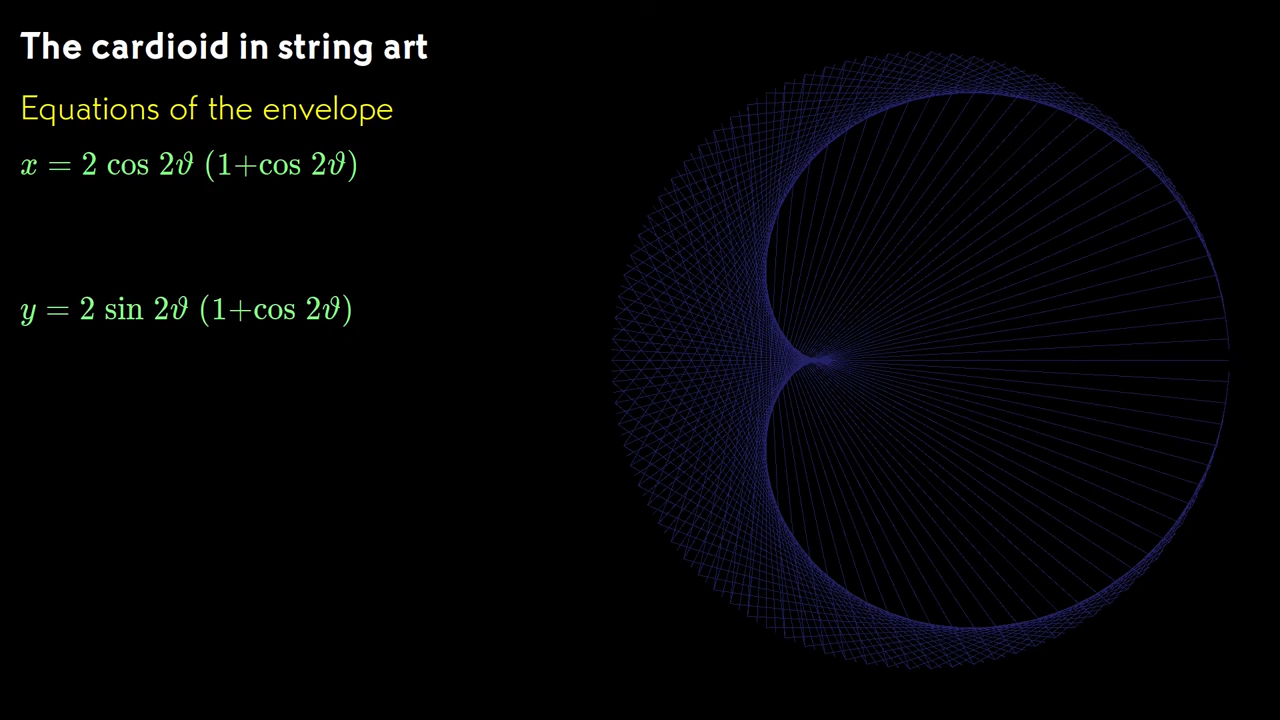 The cardioid in string art
Equations of the envelope
x = 2 cos 2ϑ (1+cos 2ϑ)
y = 2 sin 2ϑ (1+cos 2ϑ)